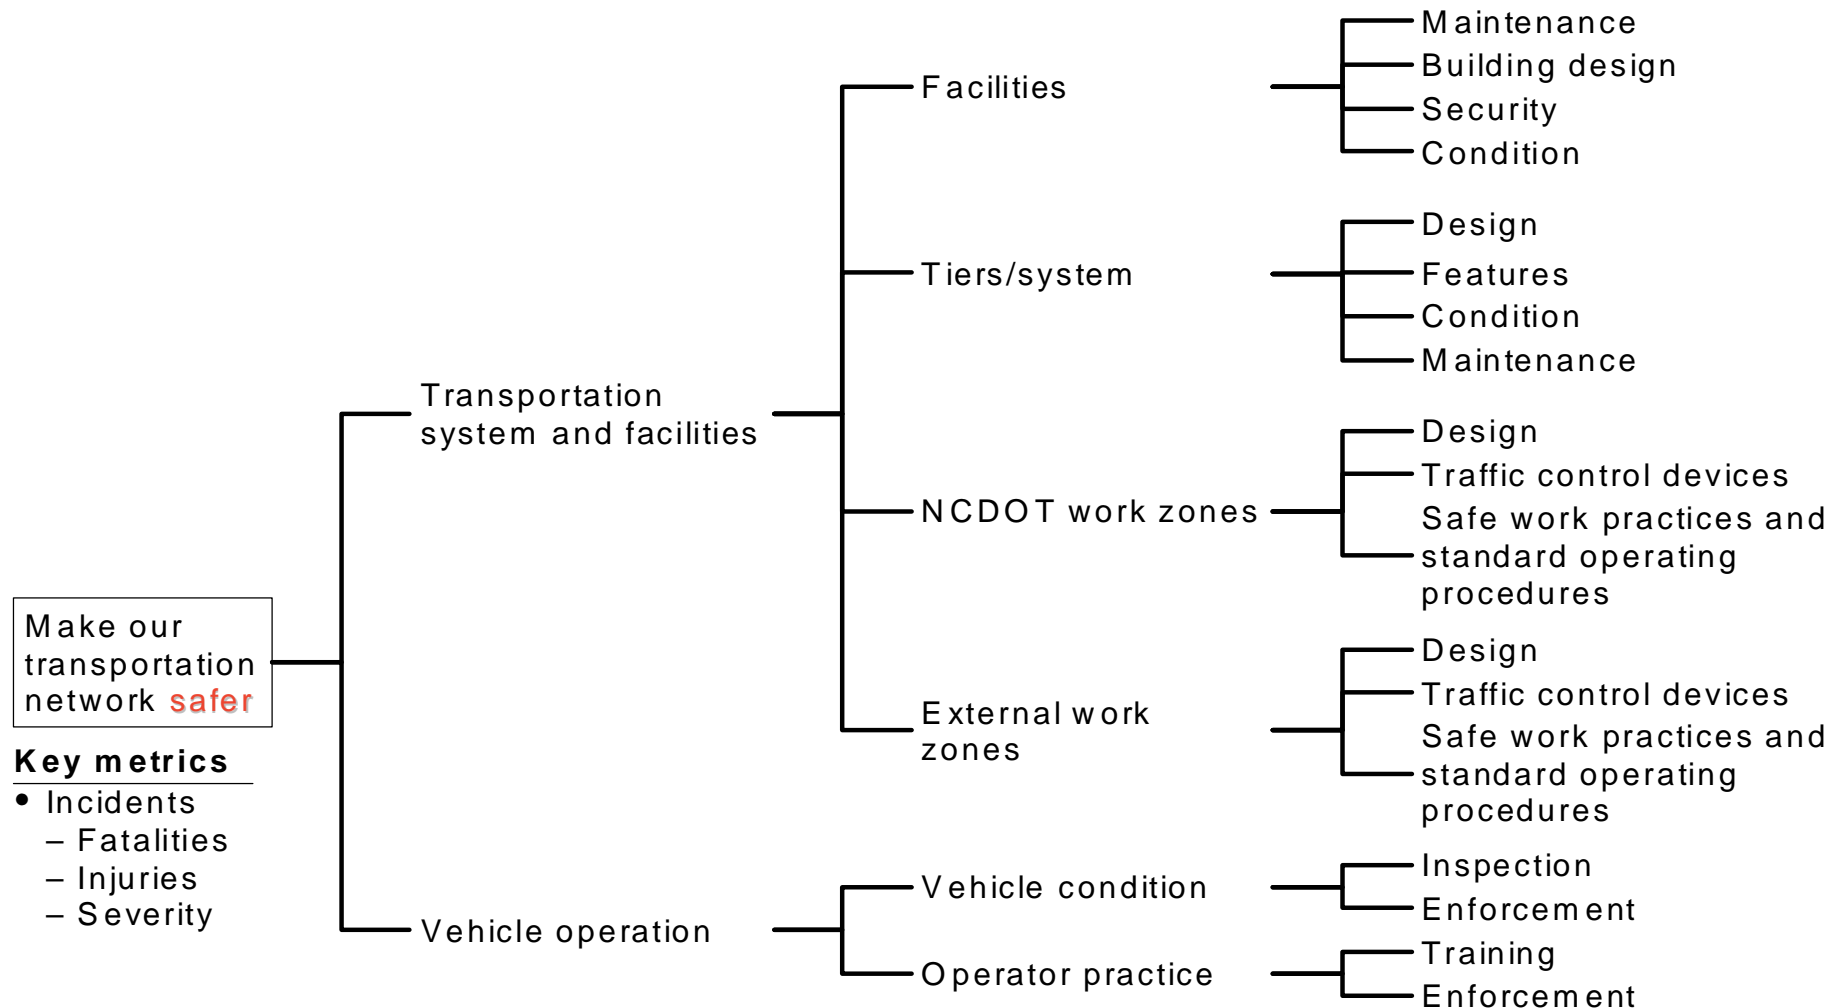 Make our
transportation
network safer
Key metrics
• Incidents
– Fatalities
– Injuries
– Severity
Transportation
system and facilities
Vehicle operation
Facilities
Tiers/system
NCDOT work zones
External work
zones
Vehicle condition
Operator practice
Maintenance
Building design
Security
Condition
Design
Features
Condition
Maintenance
Design
Traffic control devices
Safe work practices and
standard operating
procedures
Design
Traffic control devices
Safe work practices and
standard operating
procedures
Inspection
Enforcement
Training
Enforcement